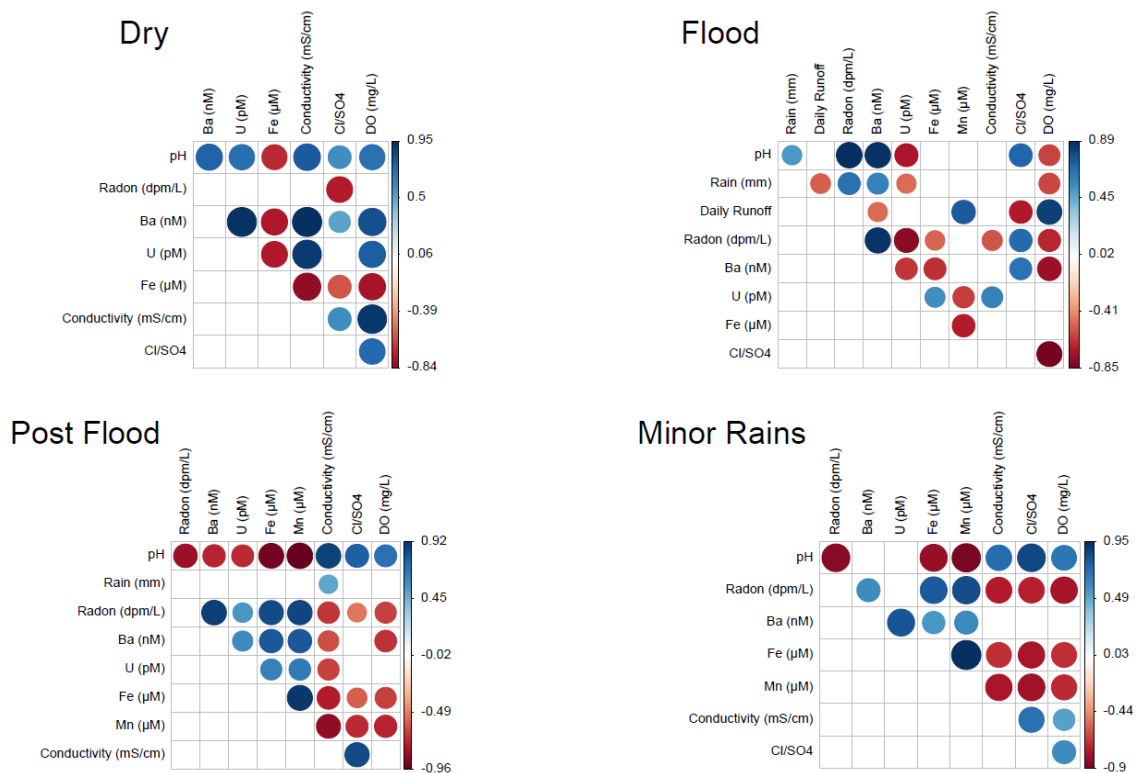 Dry
Ba (nM)
U (pM)
Fe (µM)
Conductivity (mS/cm)
Cl/SO4
DO (mg/L)
pH
Radon (dpm/L)
Ba (nM)
U (pM)
Fe (µM)
Conductivity (mS/cm)
Cl/SO4
0.95
0.5
0.06
-0.39
-0.84
Flood
Rain (mm)
Daily Runoff
Radon (dpm/L)
Ba (nM)
U (pM)
Fe (µM)
Mn (µM)
Conductivity (mS/cm)
Cl/SO4
DO (mg/L)
pH
Rain (mm)
Daily Runoff
Radon (dpm/L)
Ba (nM)
U (pM)
Fe (µM)
Cl/SO4
0.89
0.45
0.02
-0.41
-0.85
Post Flood
Radon (dpm/L)
Ba (nM)
U (pM)
Fe (µM)
Mn (µM)
Conductivity (mS/cm)
Cl/SO4
DO (mg/L)
pH
Rain (mm)
Radon (dpm/L)
Ba (nM)
U (pM)
Fe (µM)
Mn (µM)
Conductivity (mS/cm)
0.92
0.45
-0.02
-0.49
-0.96
Minor Rains
Radon (dpm/L)
Ba (nM)
U (pM)
Fe (µM)
Mn (µM)
Conductivity (mS/cm)
Cl/SO4
DO (mg/L)
pH
Radon (dpm/L)
Ba (nM)
Fe (µM)
Mn (µM)
Conductivity (mS/cm)
Cl/SO4
0.95
0.49
0.03
-0.44
-0.9